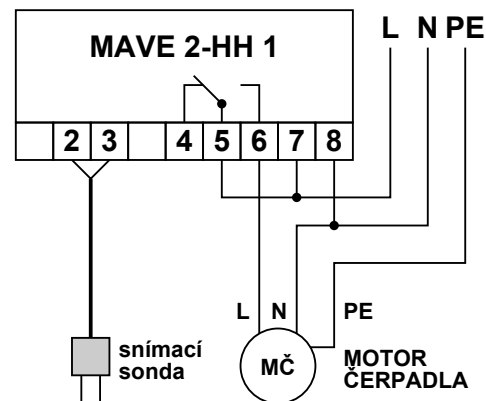 L N PE
MAVE 2-HH 1
2 3 4 5 6 7 8
L N PE
snímací
sonda
MČ
MOTOR
ČERPADLA